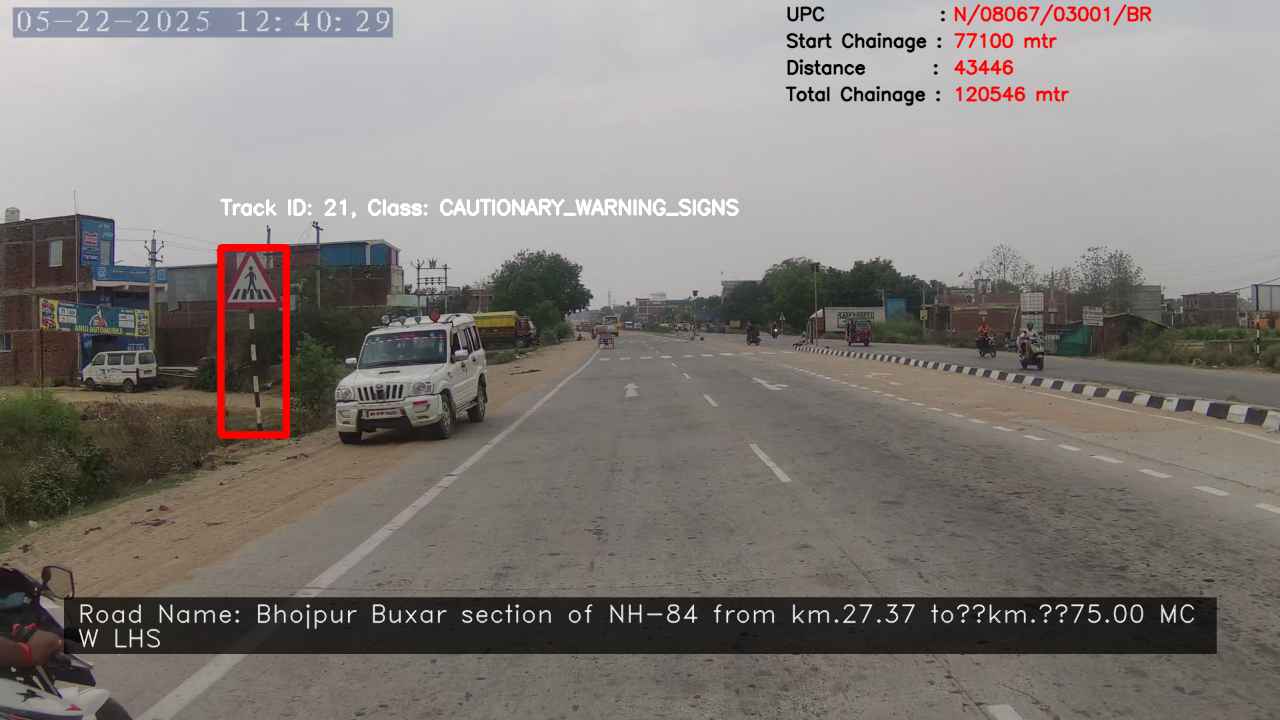 05-22-2025 12:40:29
UPC : N/08067/03001/BR
Start Chainage : 77100 mtr
Distance : 43446
Total Chainage : 120546 mtr
Track ID: 21, Class: CAUTIONARY_WARNING_SIGNS
Road Name: Bhojpur Buxar section of NH-84 from km.27.37 to??km.??75.00 MC
W LHS